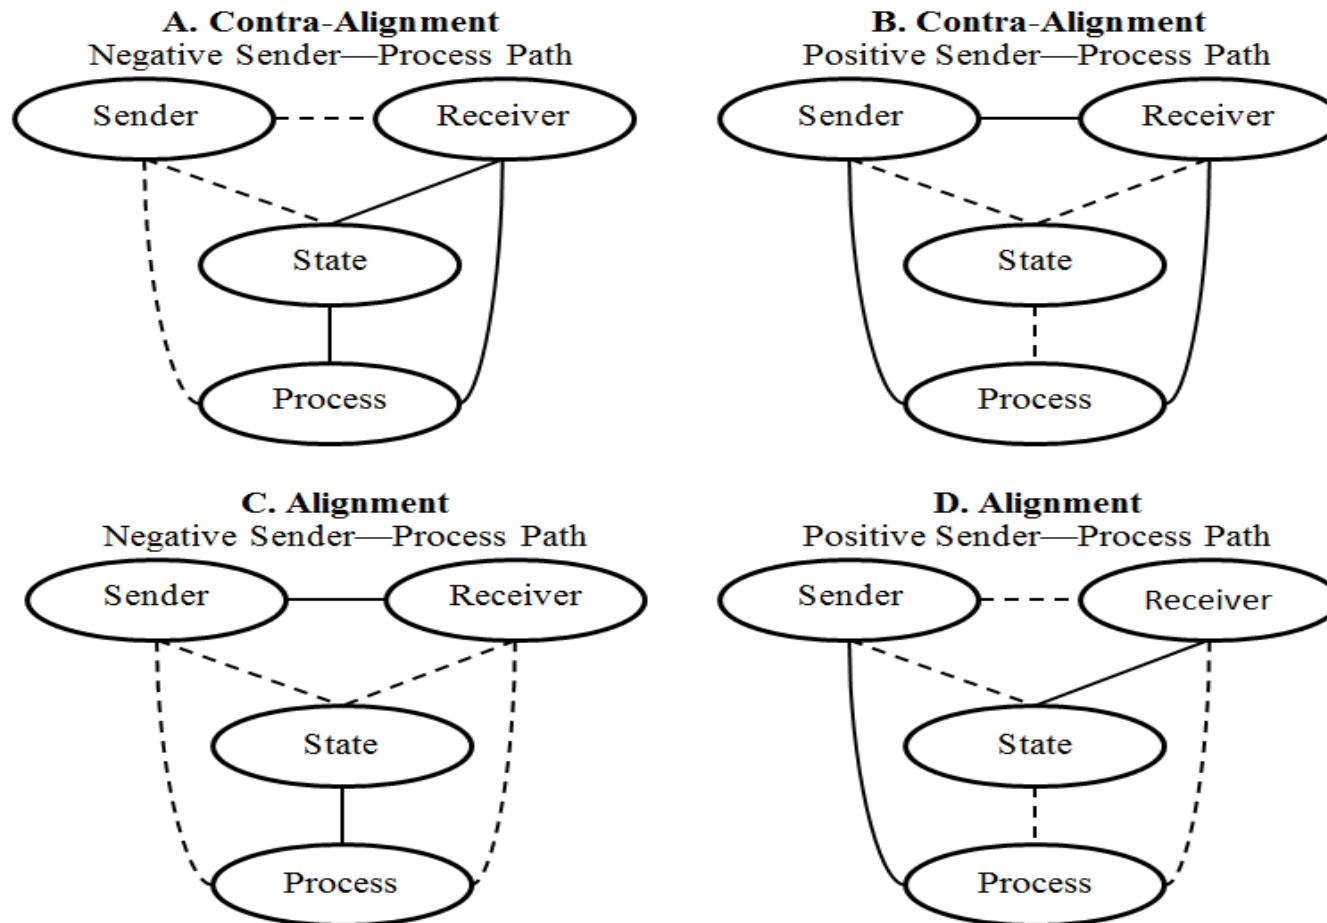 A. Contra-Alignment
Negative Sender—Process Path
Sender
Receiver
State
Process
B. Contra-Alignment
Positive Sender—Process Path
Sender
Receiver
State
Process
C. Alignment
Negative Sender—Process Path
Sender
Receiver
State
Process
D. Alignment
Positive Sender—Process Path
Sender
Receiver
State
Process